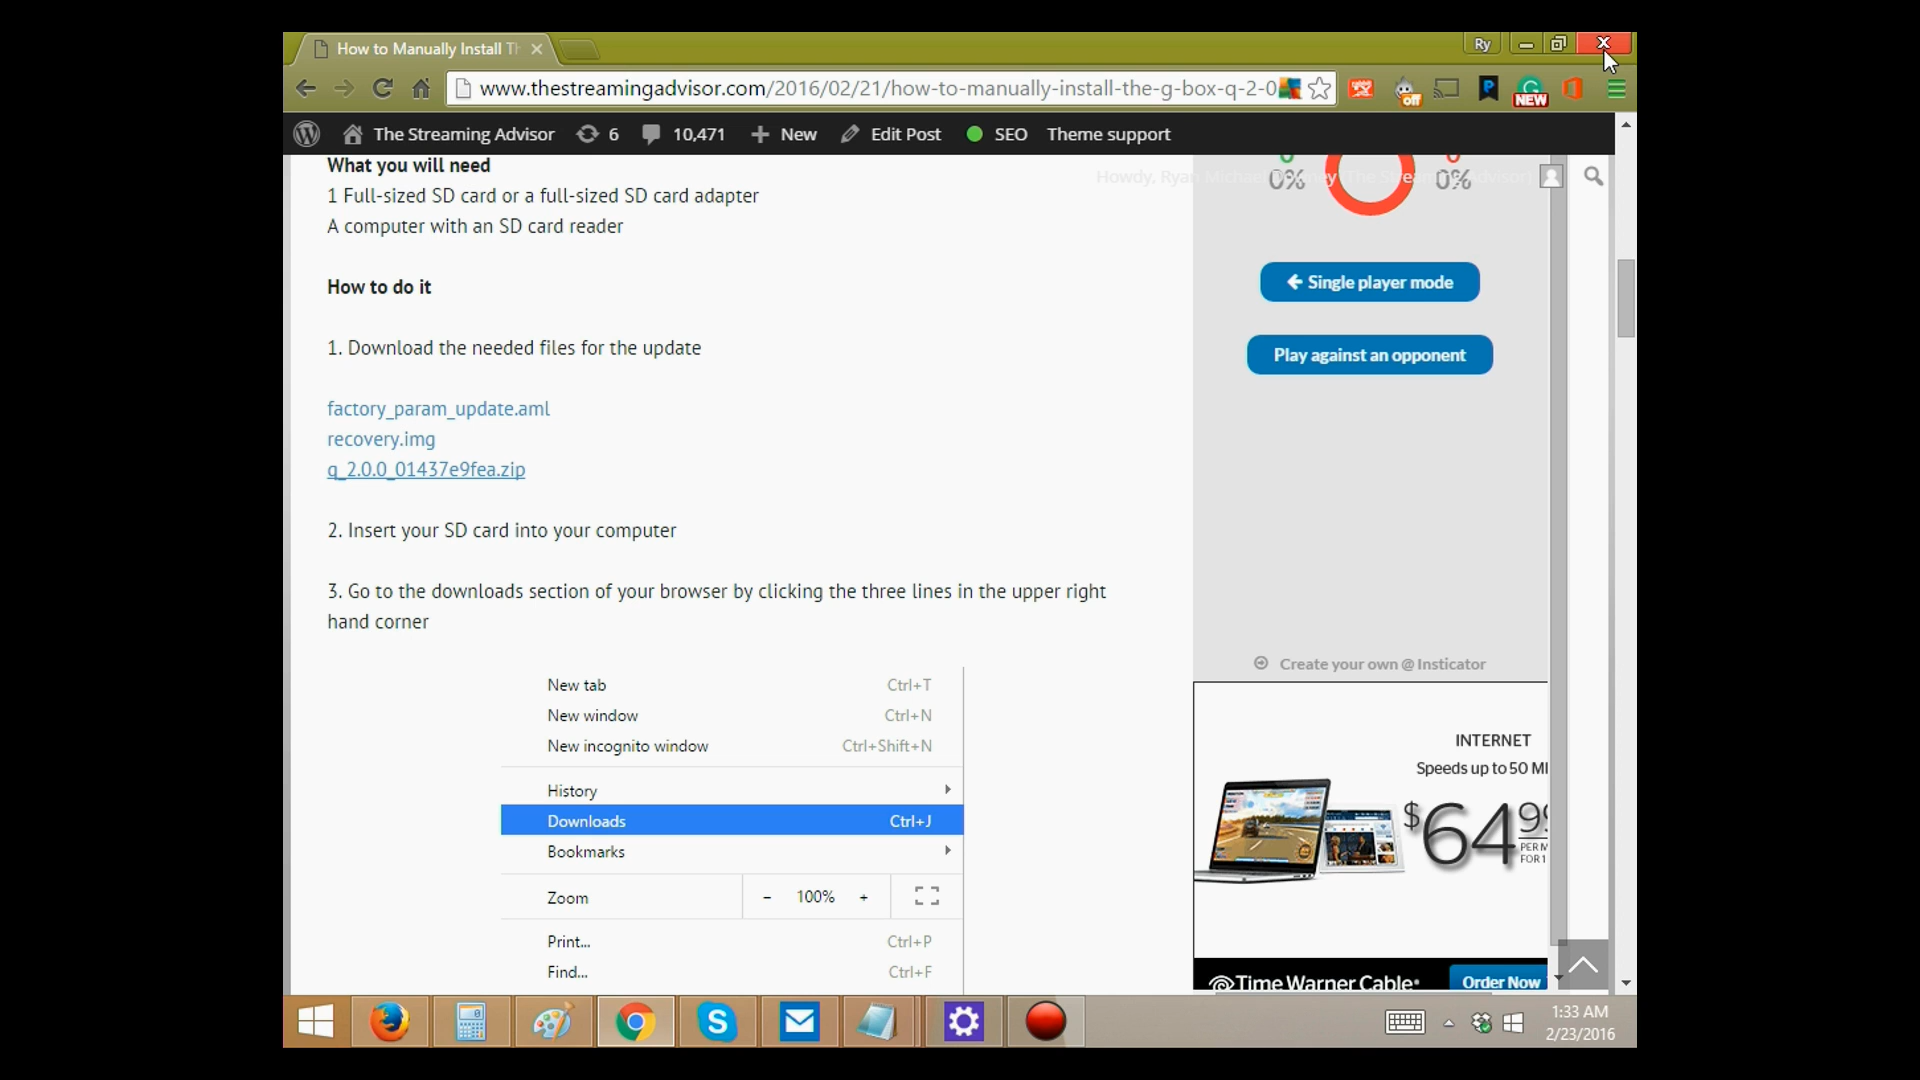 How to Manually Install Th
Ry
www.thestreamingadvisor.com/2016/02/21/how-to-manually-install-the-g-box-q-2-0
off
NEW
The Streaming Advisor 6 10,471 New Edit Post SEO Theme support
Howdy, Ryan
0% 0%
What you will need
1 Full-sized SD card or a full-sized SD card adapter
A computer with an SD card reader
How to do it
1. Download the needed files for the update
factory_param_update.aml
recovery.img
q_2.0.0_01437e9fea.zip
2. Insert your SD card into your computer
3. Go to the downloads section of your browser by clicking the three lines in the upper right
hand corner
New tab Ctrl+T
New window Ctrl+N
New incognito window Ctrl+Shift+N
History
Downloads Ctrl+J
Bookmarks
Zoom - 100% +
Print... Ctrl+P
Find... Ctrl+F
Single player mode
Play against an opponent
Create your own @ Insticator
INTERNET
Speeds up to 50 M
$64.99
PER M
FOR 1
Time Warner Cable
Order Now
1:33 AM
2/23/2016